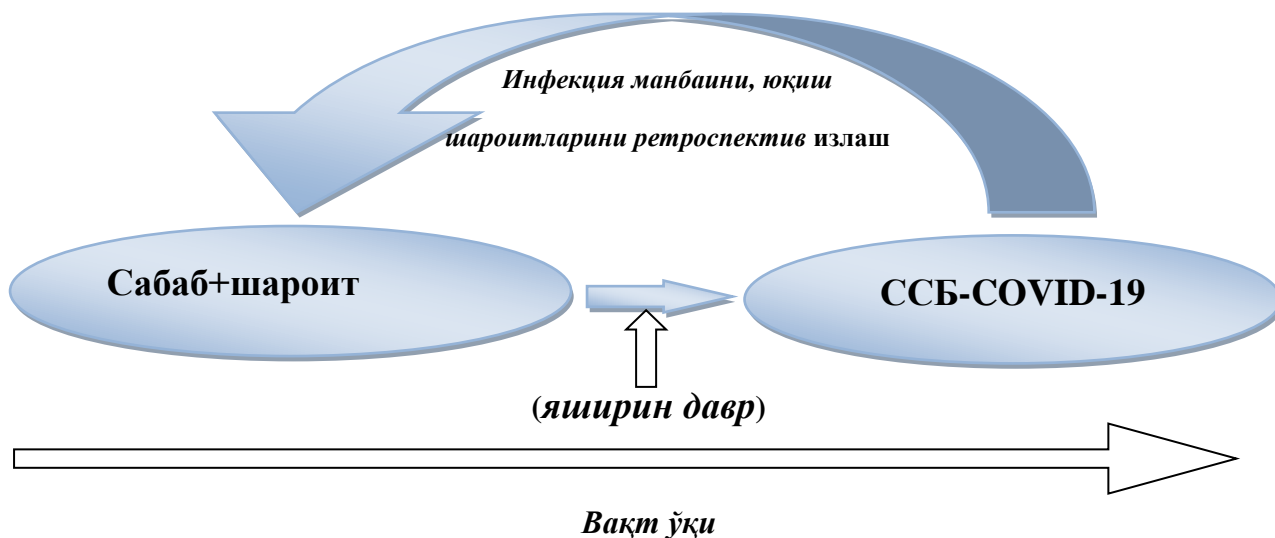 Инфекция манбаини, юқиш
шароитларини ретроспектив излаш
Сабаб+шароит
ССБ-COVID-19
(яширин давр)
Вақт ўқи